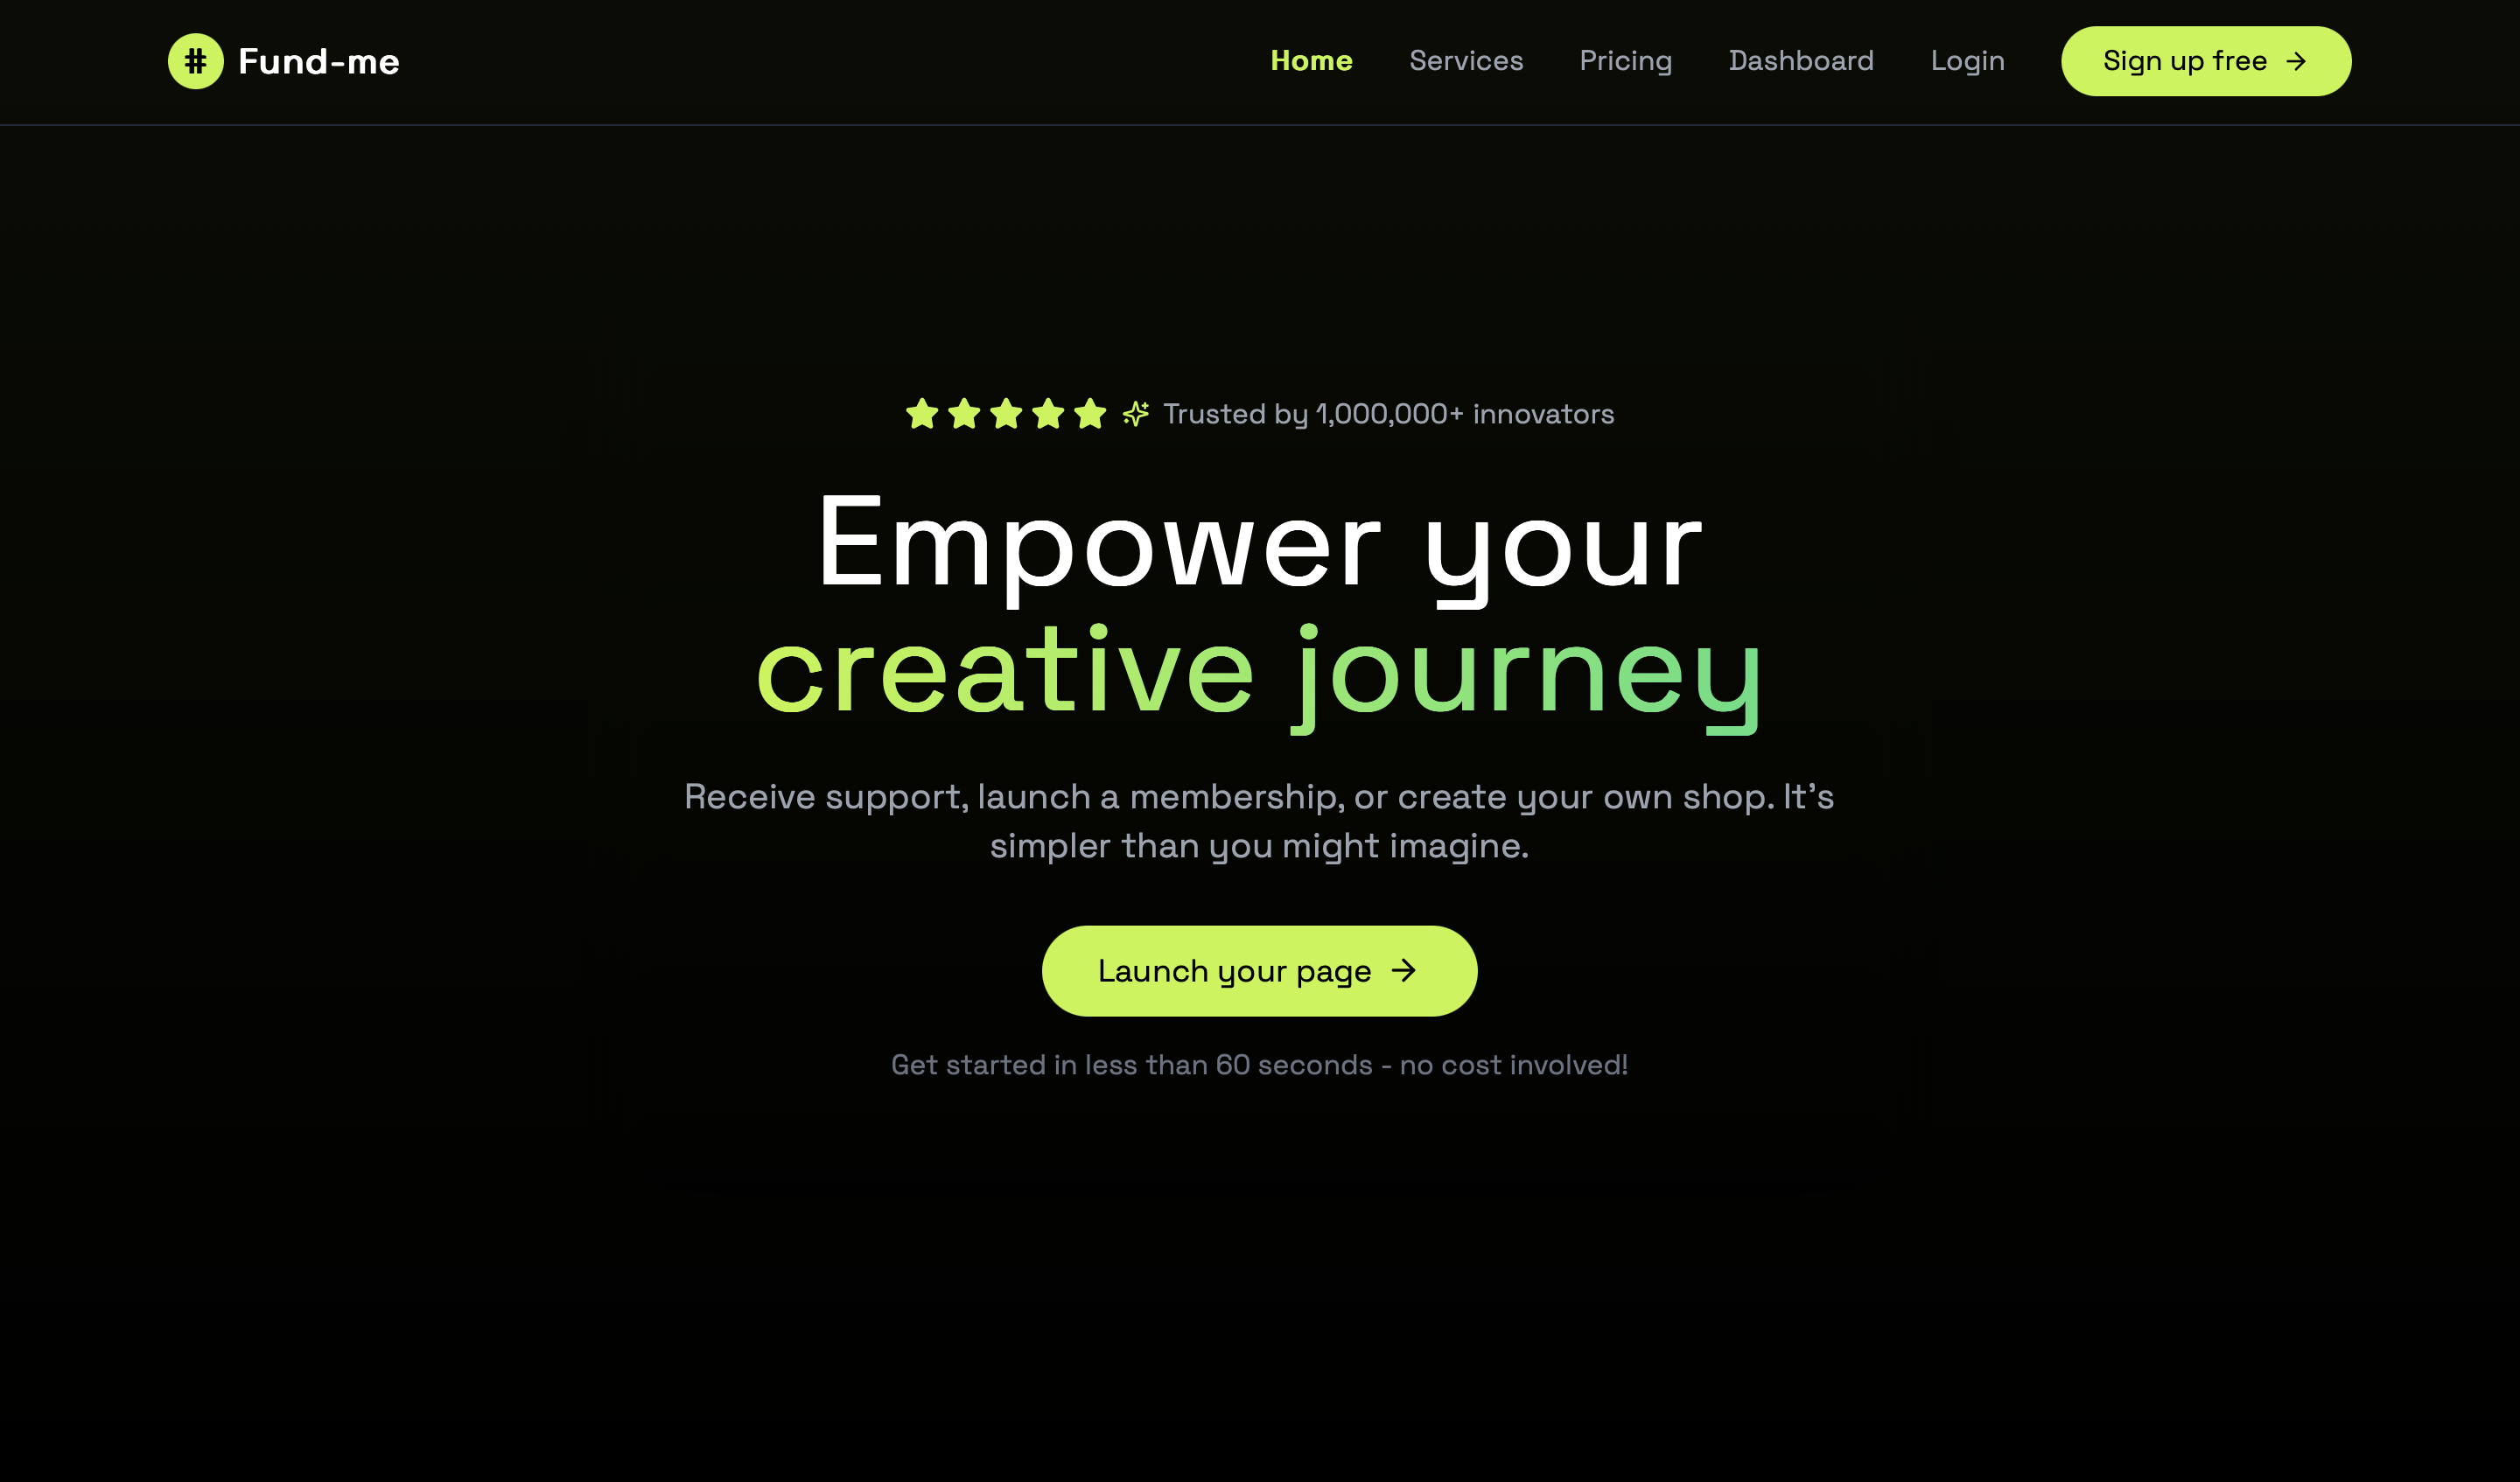 # Fund-me
Home Services Pricing Dashboard Login Sign up free →
Trusted by 1,000,000+ innovators
Empower your
creative journey
Receive support, launch a membership, or create your own shop. It’s
simpler than you might imagine.
Launch your page →
Get started in less than 60 seconds - no cost involved!